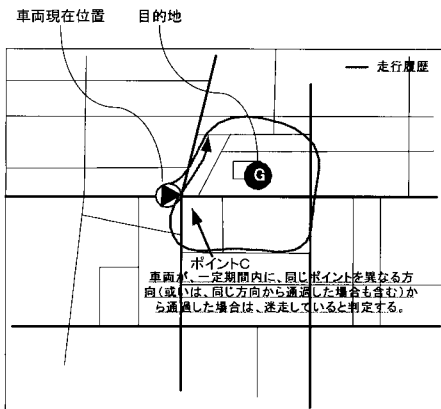 車両現在位置 目的地
走行履歴
G
ポイントC
車両が、一定期間内に、同じポイントを異なる方
向(或いは、同じ方向から通過した場合も含む)か
ら通過した場合は、迷走していると判定する。